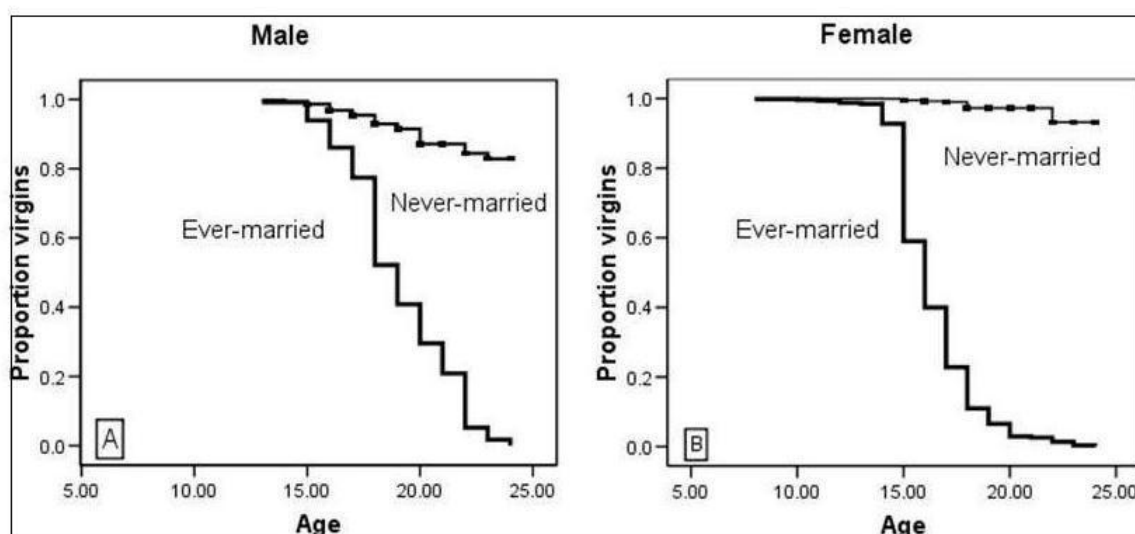 Male
Proportion virgins
1.0
0.8
0.6
0.4
0.2
0.0
Ever-married
Never-married
A
5.00 10.00 15.00 20.00 25.00
Age
Female
Proportion virgins
1.0
0.8
0.6
0.4
0.2
0.0
Never-married
Ever-married
B
5.00 10.00 15.00 20.00 25.00
Age